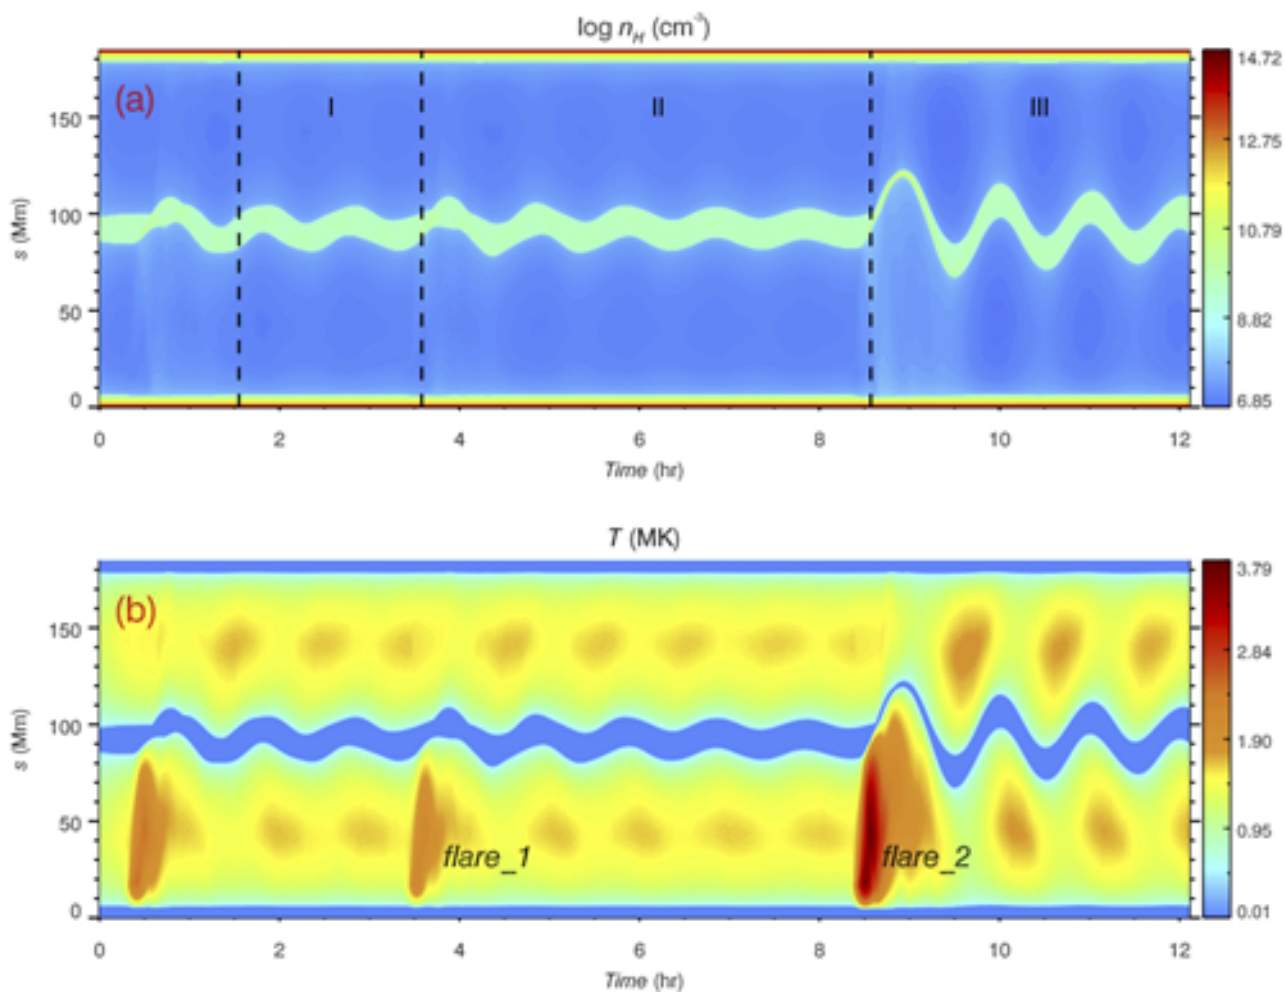 log n_H (cm⁻³)
(a)
I
II
III
150
100
50
0
s (Mm)
0 2 4 6 8 10 12
Time (hr)
14.72
12.75
10.79
8.82
6.85
T (MK)
(b)
150
100
50
0
s (Mm)
flare_1
flare_2
0 2 4 6 8 10 12
Time (hr)
3.79
2.84
1.90
0.95
0.01